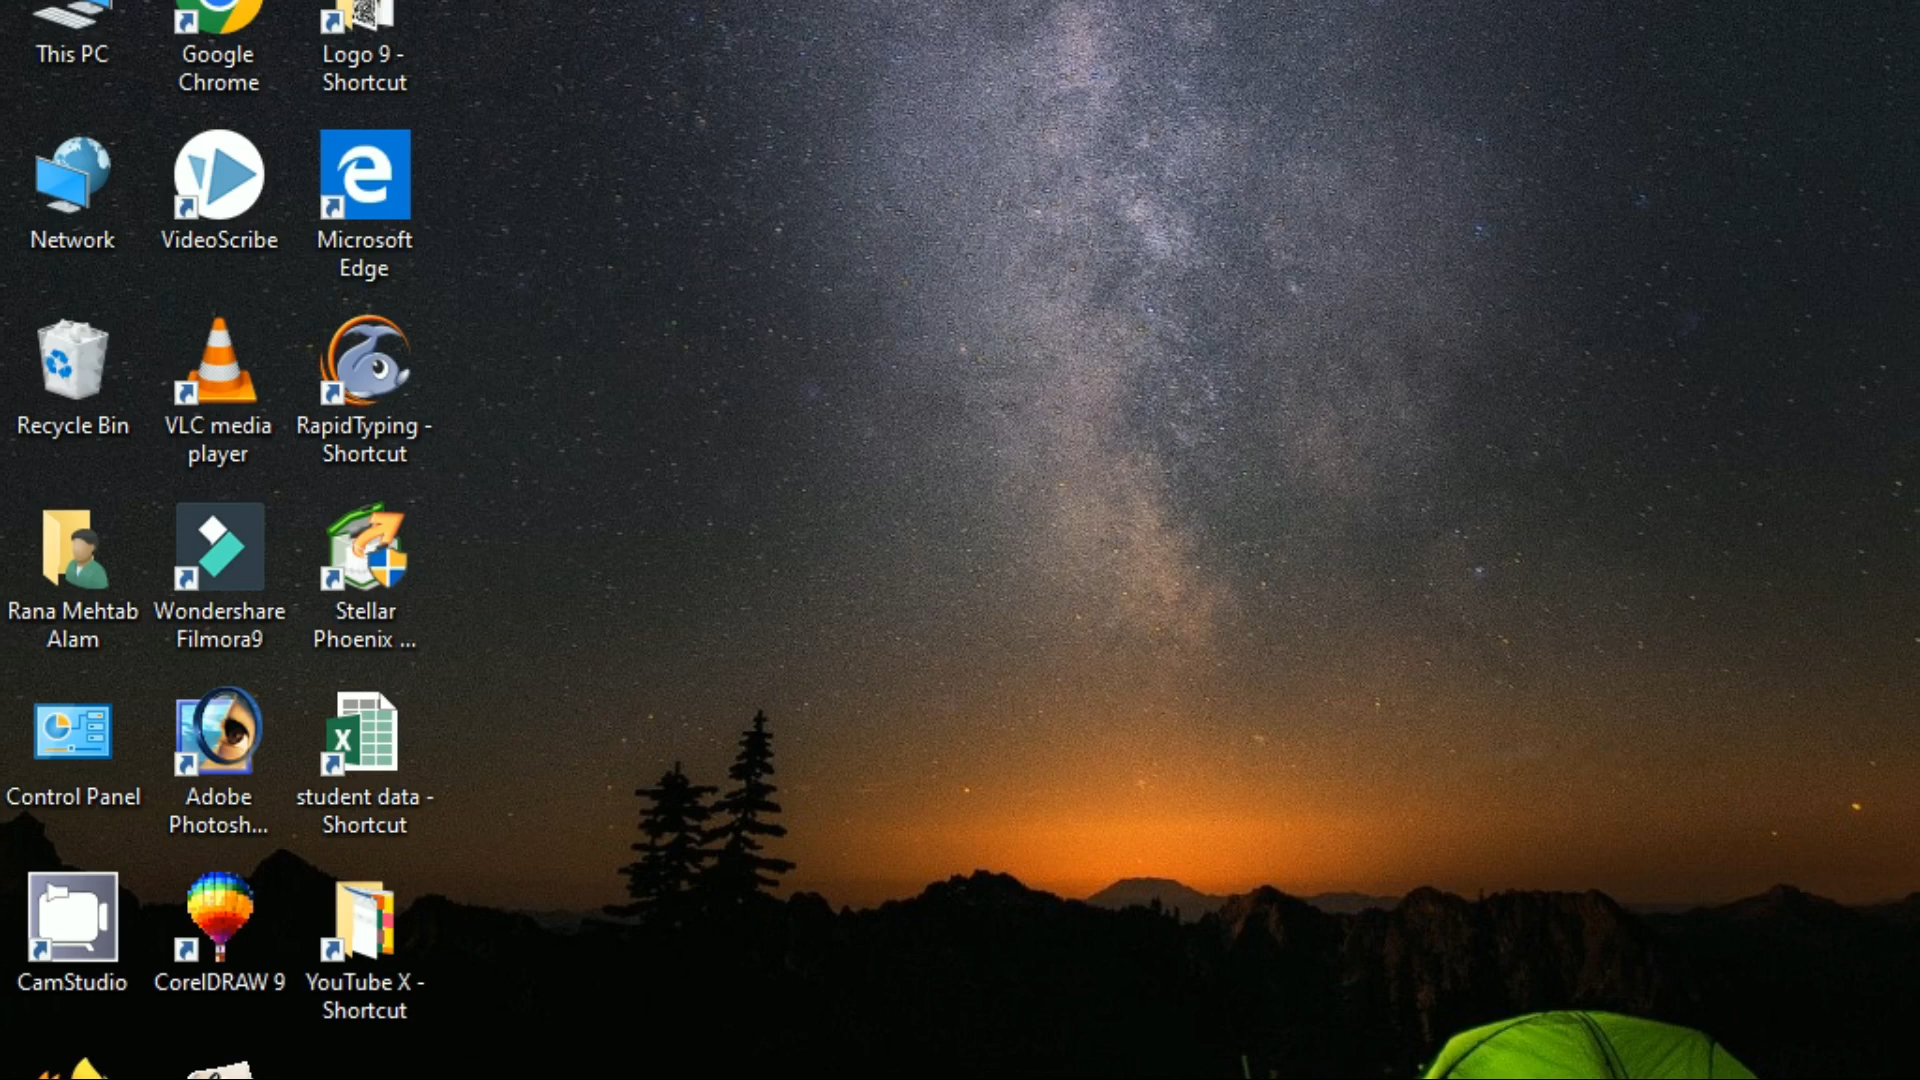 This PC
Google
Chrome
Logo 9 -
Shortcut
Network
VideoScribe
Microsoft
Edge
Recycle Bin
VLC media
player
RapidTyping -
Shortcut
Rana Mehtab
Alam
Wondershare
Filmora9
Stellar
Phoenix ...
Control Panel
Adobe
Photosh...
student data -
Shortcut
CamStudio
CorelDRAW 9
YouTube X -
Shortcut